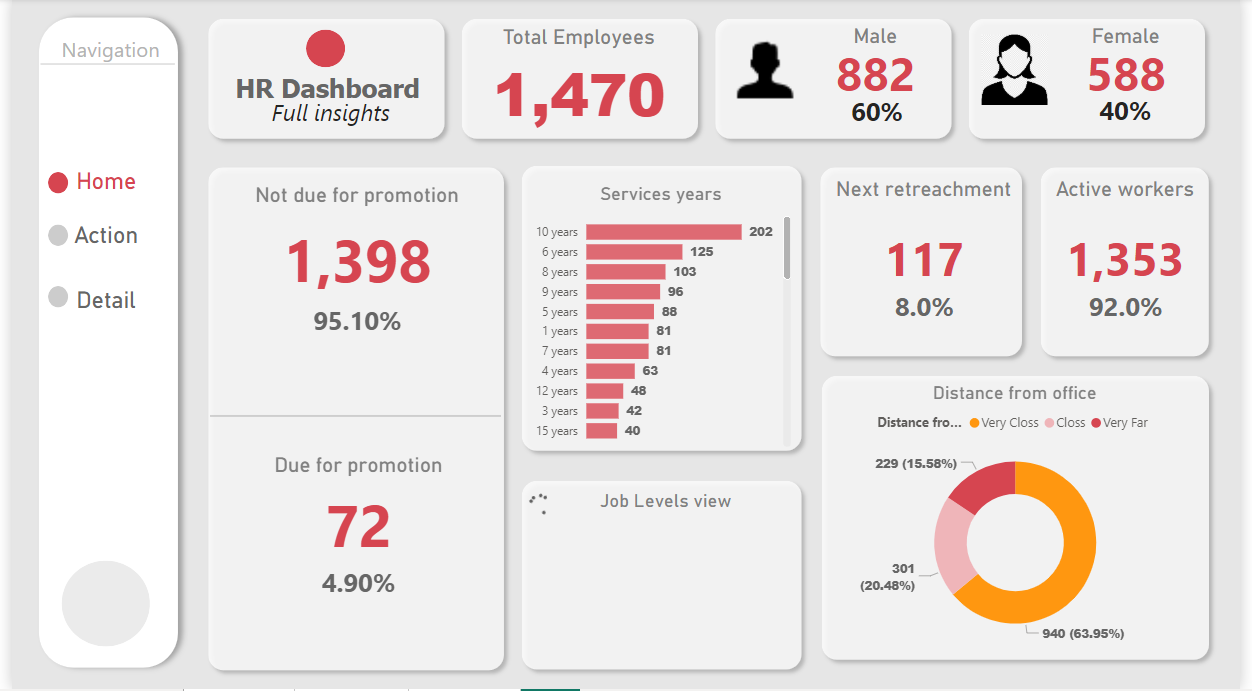 Navigation
Home
Action
Detail
HR Dashboard
Full insights
Total Employees
1,470
Male
882
60%
Female
588
40%
Not due for promotion
1,398
95.10%
Due for promotion
72
4.90%
Services years
10 years 202
6 years 125
8 years 103
9 years 96
5 years 88
1 years 81
7 years 81
4 years 63
12 years 48
3 years 42
15 years 40
Job Levels view
Next retreachment
117
8.0%
Active workers
1,353
92.0%
Distance from office
Distance fro... Very Closs Closs Very Far
229 (15.58%)
301
(20.48%)
940 (63.95%)